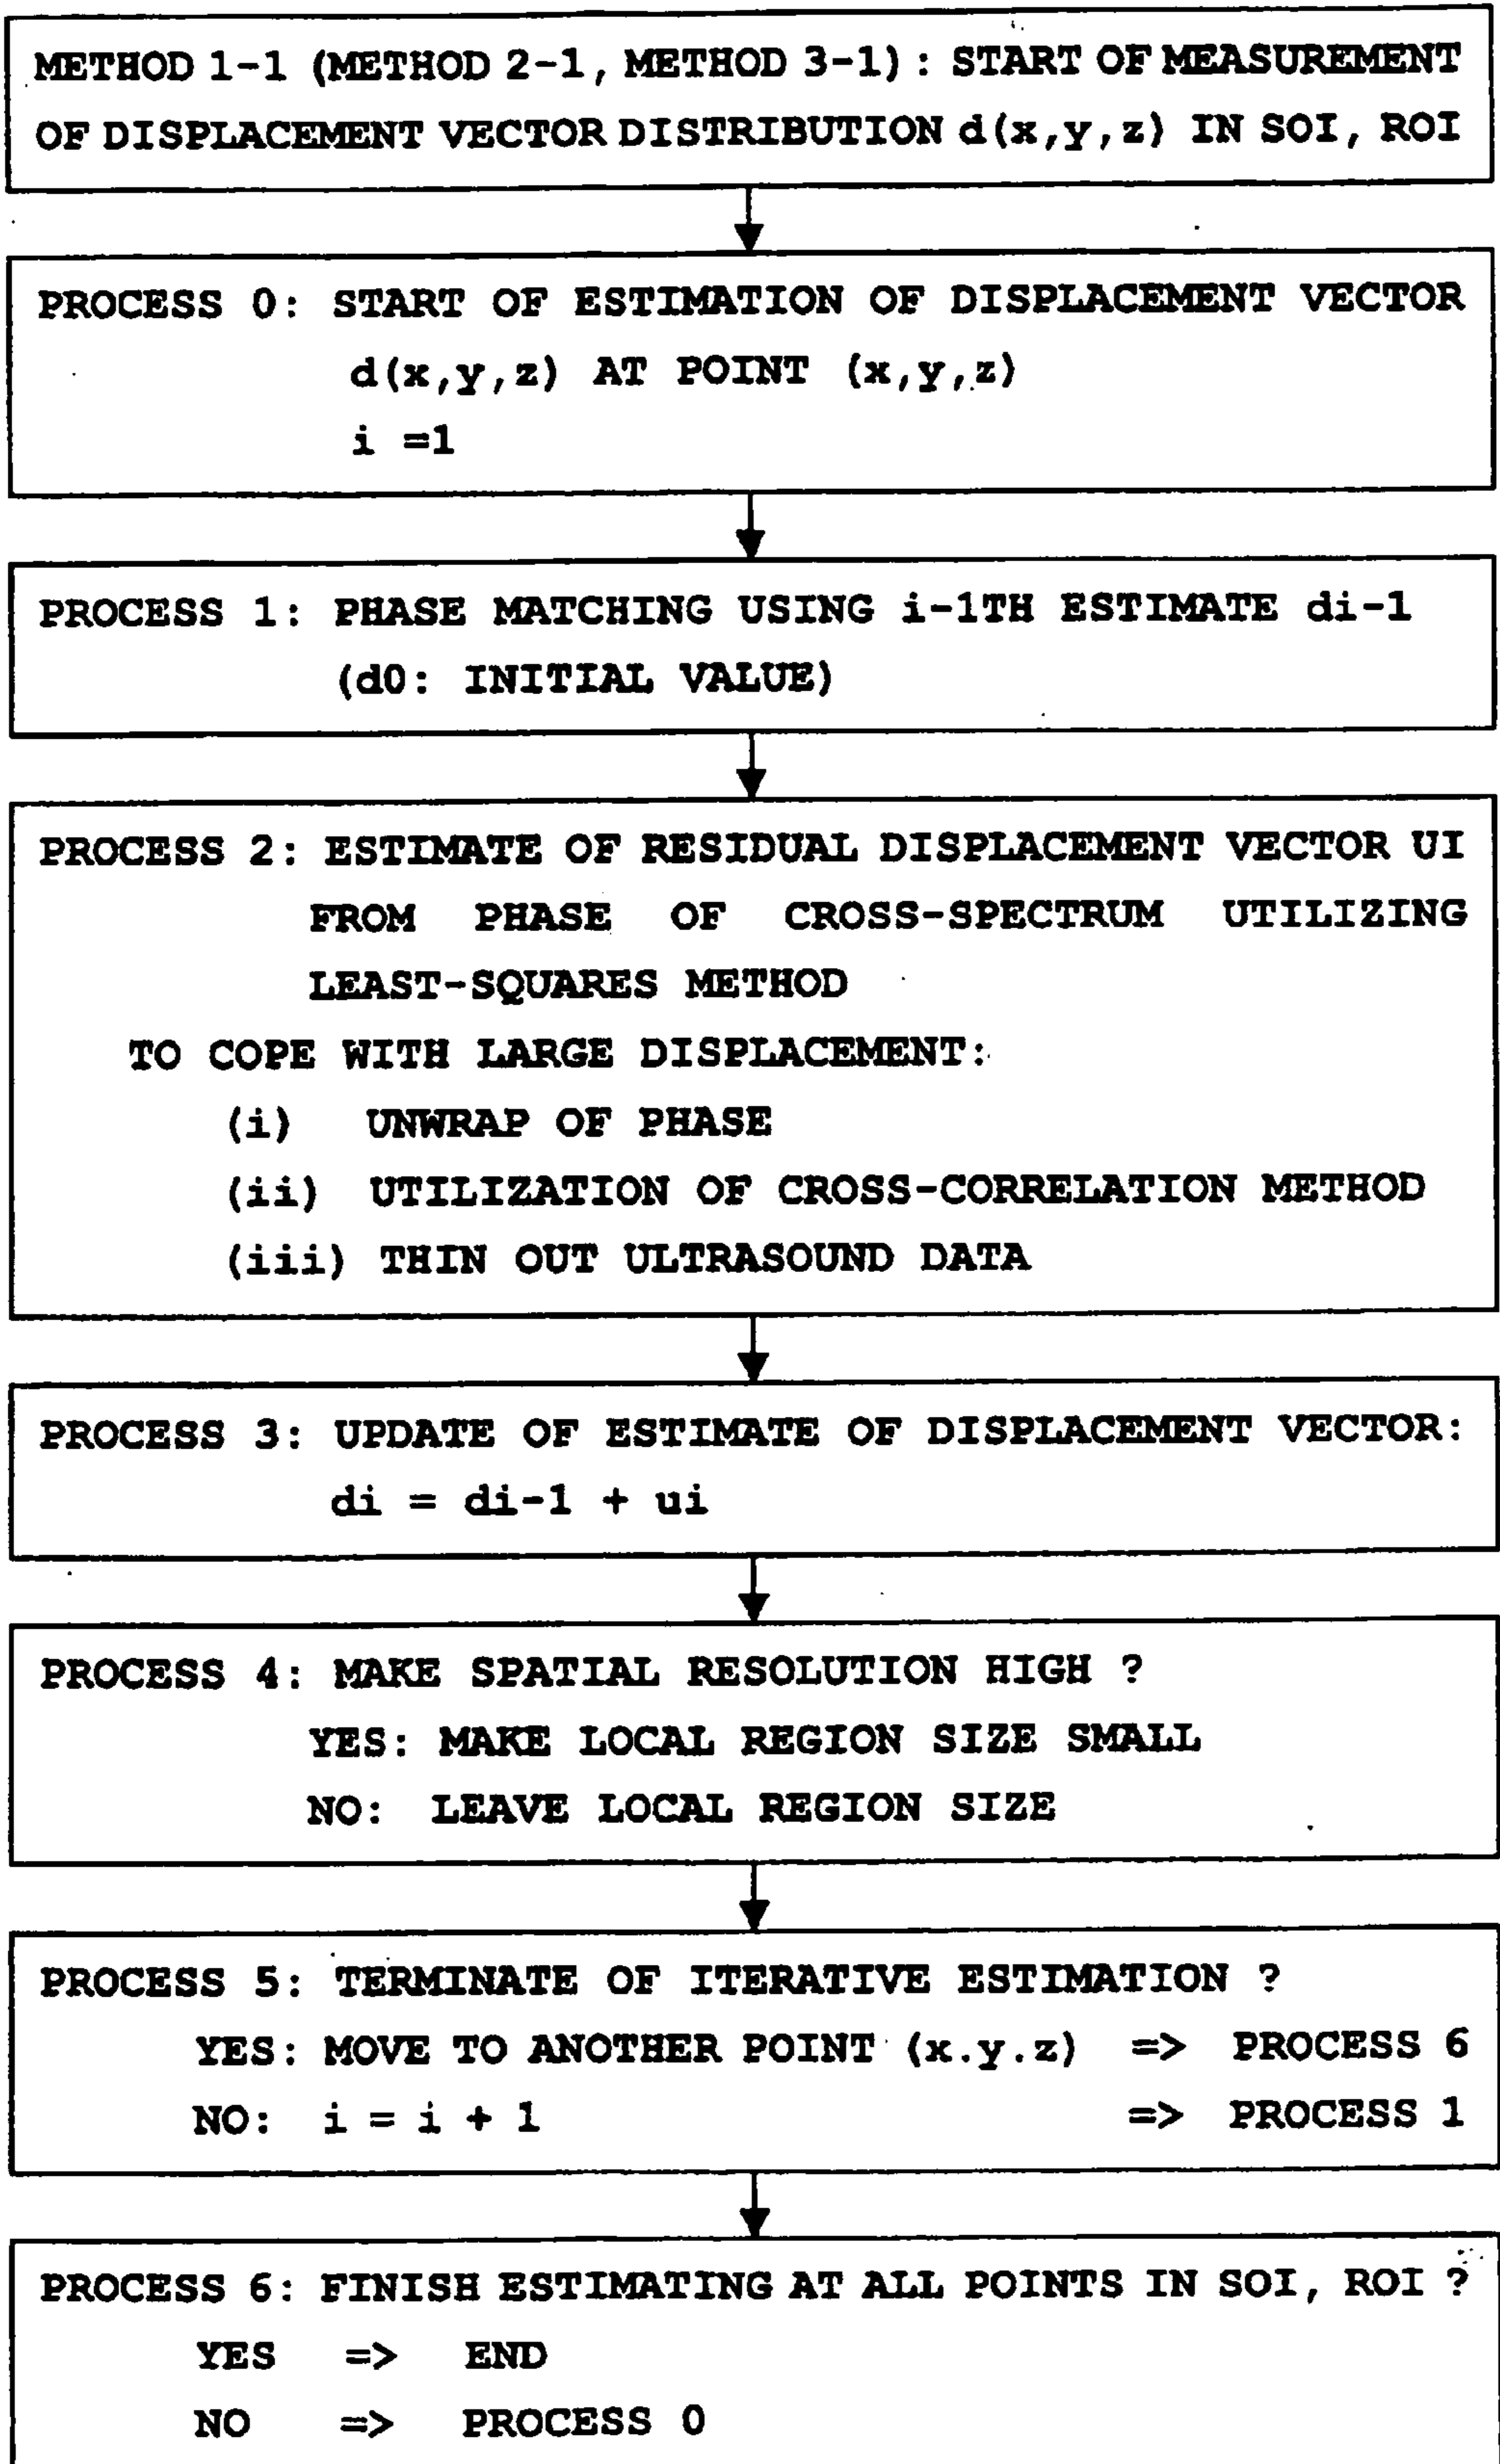 METHOD 1-1 (METHOD 2-1, METHOD 3-1) : START OF MEASUREMENT
OF DISPLACEMENT VECTOR DISTRIBUTION d(x,y,z) IN SOI, ROI
PROCESS 0: START OF ESTIMATION OF DISPLACEMENT VECTOR
d(x,y,z) AT POINT (x,y,z)
i =1
PROCESS 1: PHASE MATCHING USING i-1TH ESTIMATE di-1
(d0: INITIAL VALUE)
PROCESS 2: ESTIMATE OF RESIDUAL DISPLACEMENT VECTOR UI
FROM PHASE OF CROSS-SPECTRUM UTILIZING
LEAST-SQUARES METHOD
TO COPE WITH LARGE DISPLACEMENT:
(i) UNWRAP OF PHASE
(ii) UTILIZATION OF CROSS-CORRELATION METHOD
(iii) THIN OUT ULTRASOUND DATA
PROCESS 3: UPDATE OF ESTIMATE OF DISPLACEMENT VECTOR:
di = di-1 + ui
PROCESS 4: MAKE SPATIAL RESOLUTION HIGH ?
YES: MAKE LOCAL REGION SIZE SMALL
NO: LEAVE LOCAL REGION SIZE
PROCESS 5: TERMINATE OF ITERATIVE ESTIMATION ?
YES: MOVE TO ANOTHER POINT (x.y.z) => PROCESS 6
NO: i = i + 1 => PROCESS 1
PROCESS 6: FINISH ESTIMATING AT ALL POINTS IN SOI, ROI ?
YES => END
NO => PROCESS 0